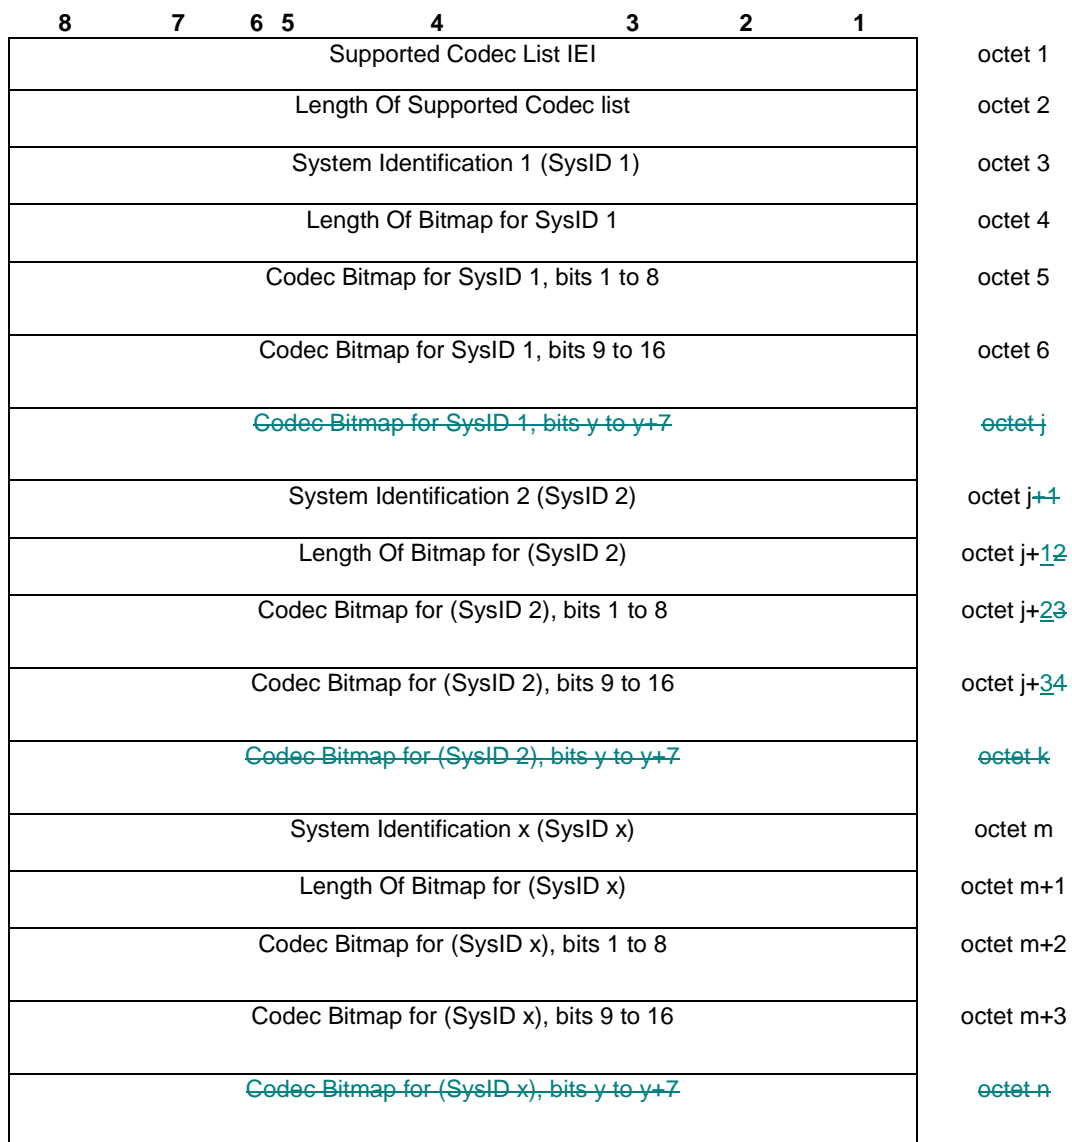 8 7 6 5 4 3 2 1
Supported Codec List IEI octet 1
Length Of Supported Codec list octet 2
System Identification 1 (SysID 1) octet 3
Length Of Bitmap for SysID 1 octet 4
Codec Bitmap for SysID 1, bits 1 to 8 octet 5
Codec Bitmap for SysID 1, bits 9 to 16 octet 6
Codec Bitmap for SysID 1, bits y to y+7 octet j
System Identification 2 (SysID 2) octet j+1
Length Of Bitmap for (SysID 2) octet j+12
Codec Bitmap for (SysID 2), bits 1 to 8 octet j+23
Codec Bitmap for (SysID 2), bits 9 to 16 octet j+34
Codec Bitmap for (SysID 2), bits y to y+7 octet k
System Identification x (SysID x) octet m
Length Of Bitmap for (SysID x) octet m+1
Codec Bitmap for (SysID x), bits 1 to 8 octet m+2
Codec Bitmap for (SysID x), bits 9 to 16 octet m+3
Codec Bitmap for (SysID x), bits y to y+7 octet n